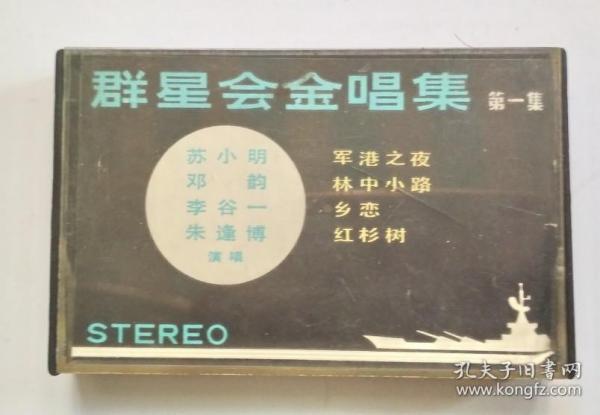 群星会金唱集 第一集
苏小明 军港之夜
邓韵 林中小路
李谷一 乡恋
朱逢博 红杉树
演唱
STEREO
孔夫子旧书网
www.kongfz.com